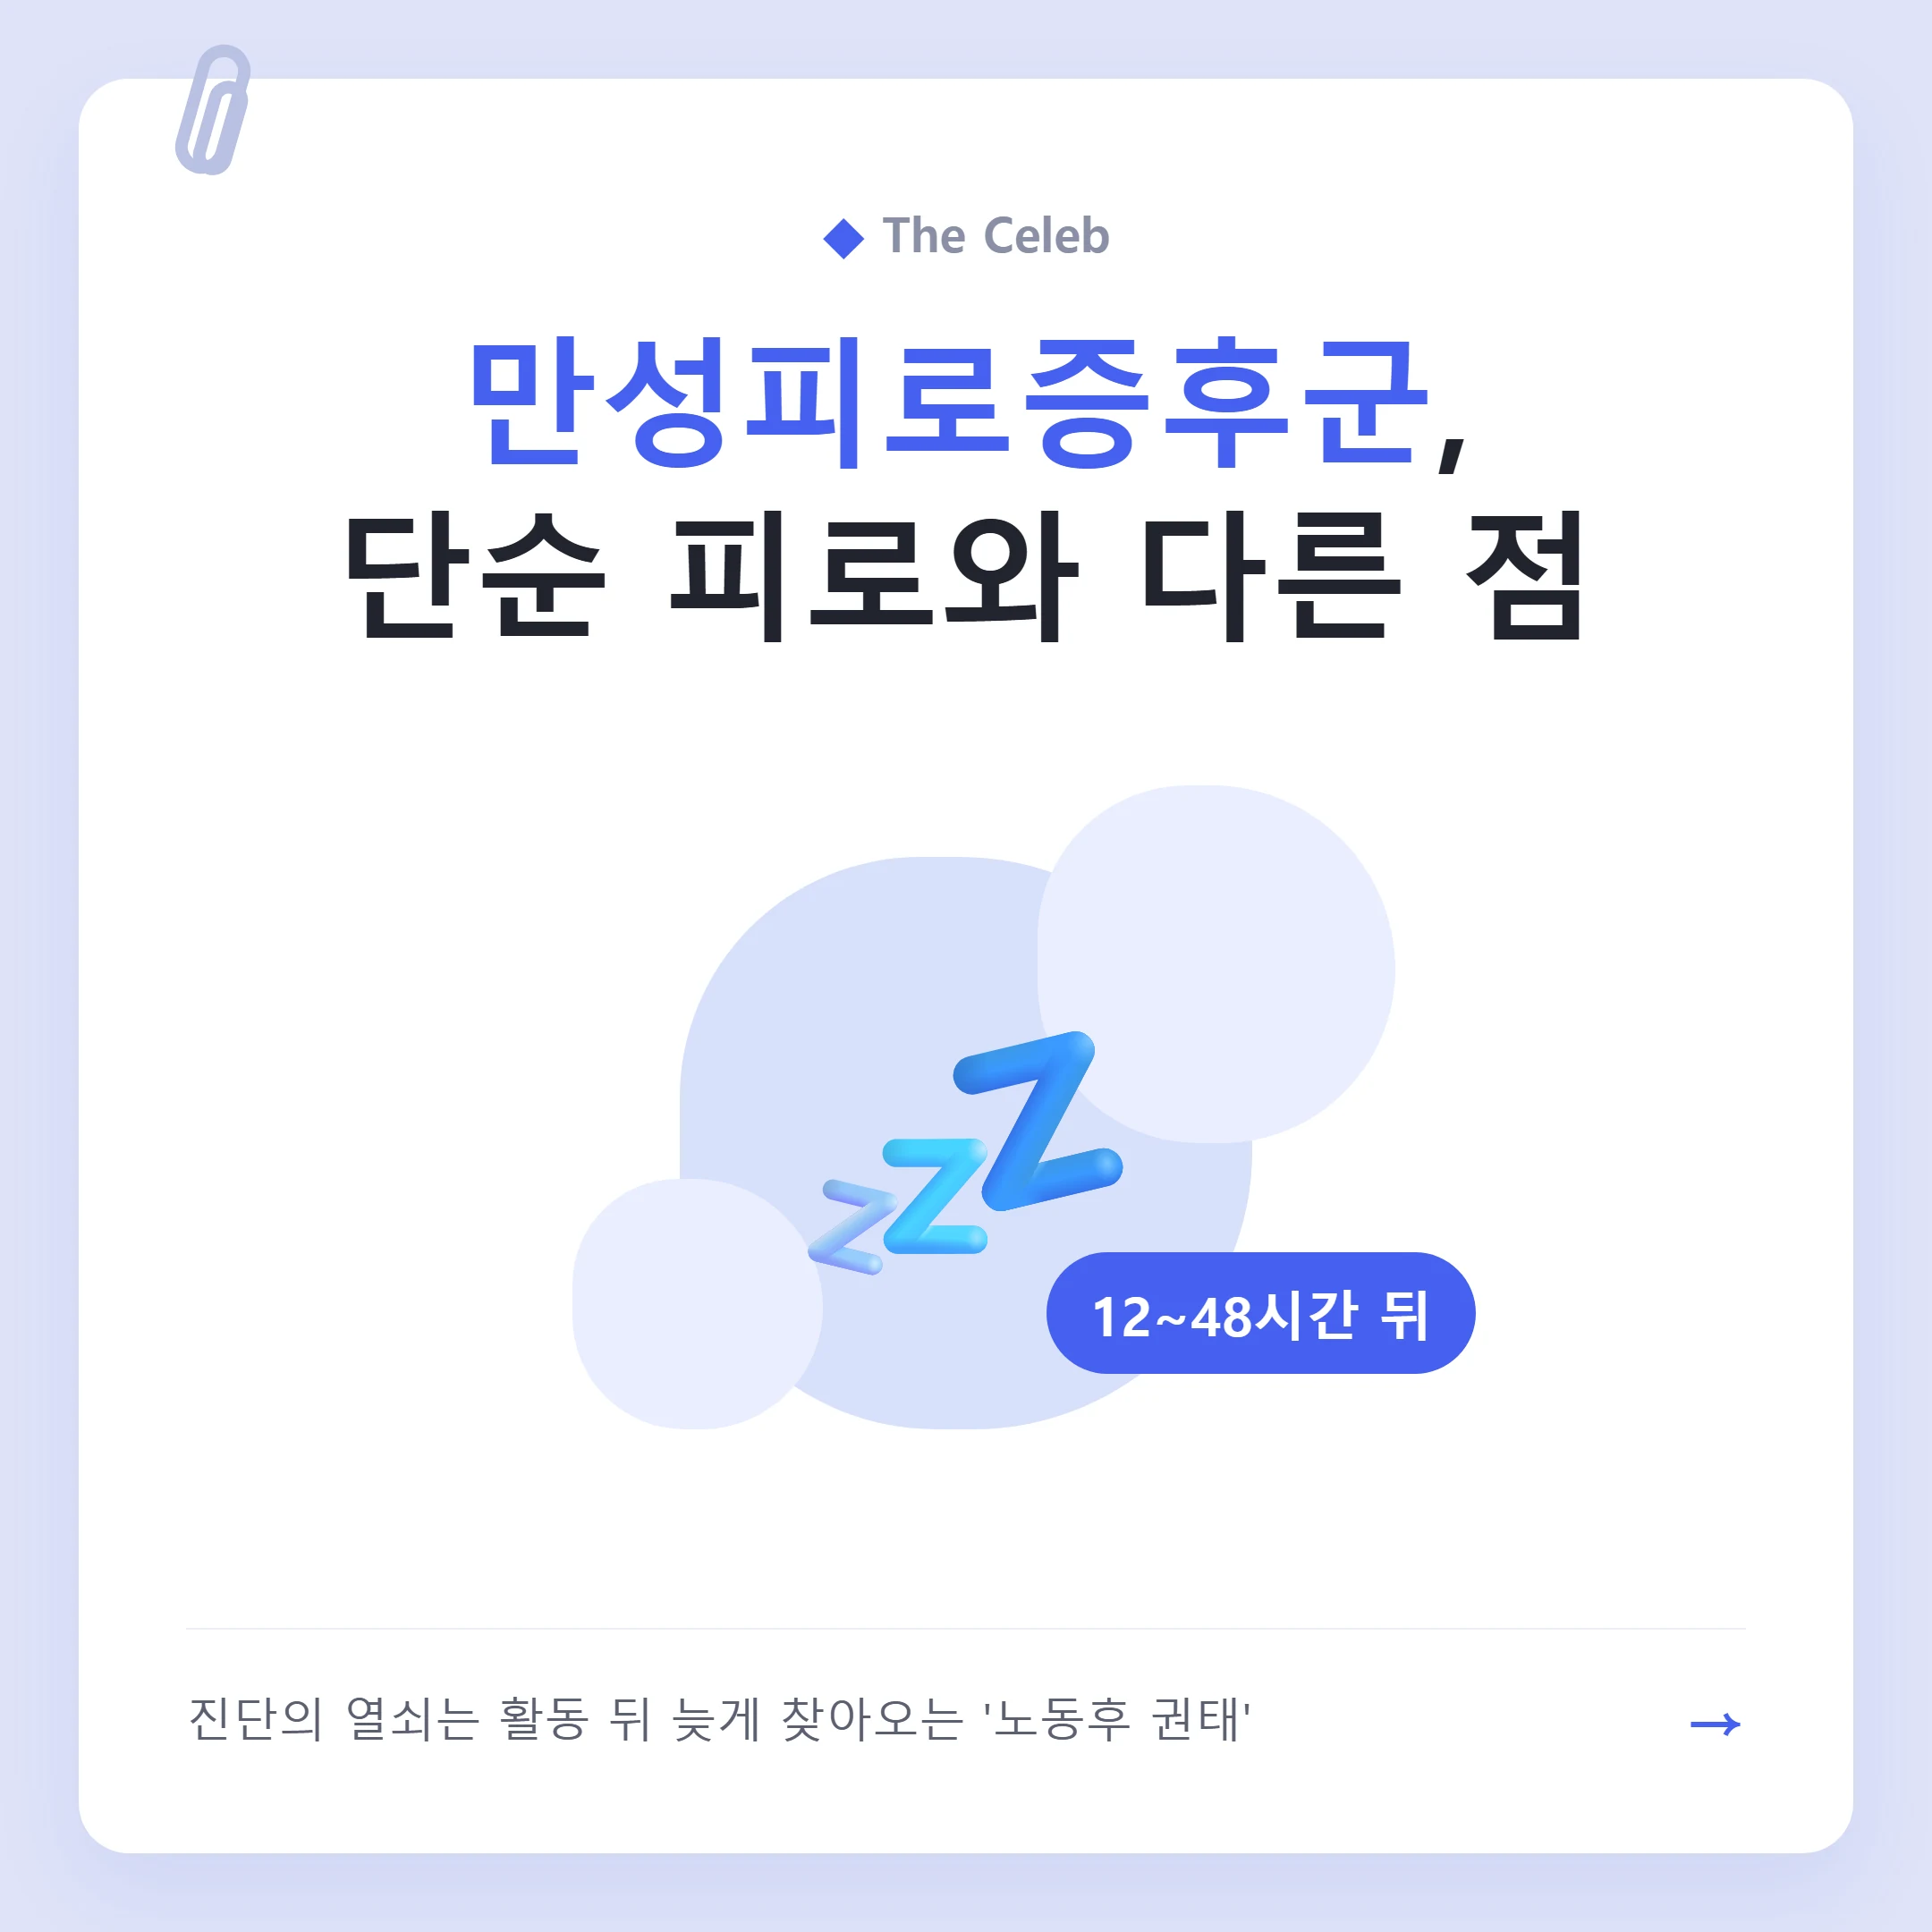 The Celeb
만성피로증후군,
단순 피로와 다른 점
12~48시간 뒤
진단의 열쇠는 활동 뒤 늦게 찾아오는 '노동후 권태'
→